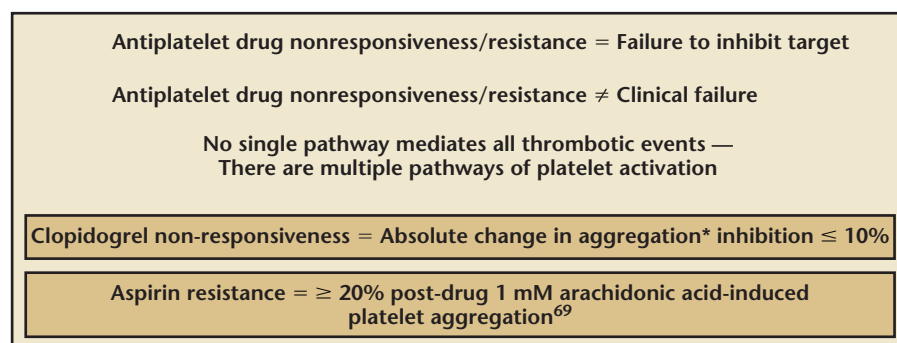 Antiplatelet drug nonresponsiveness/resistance = Failure to inhibit target
Antiplatelet drug nonresponsiveness/resistance ≠ Clinical failure
No single pathway mediates all thrombotic events —
There are multiple pathways of platelet activation
Clopidogrel non-responsiveness = Absolute change in aggregation* inhibition ≤ 10%
Aspirin resistance = ≥ 20% post-drug 1 mM arachidonic acid-induced
platelet aggregation⁶⁹